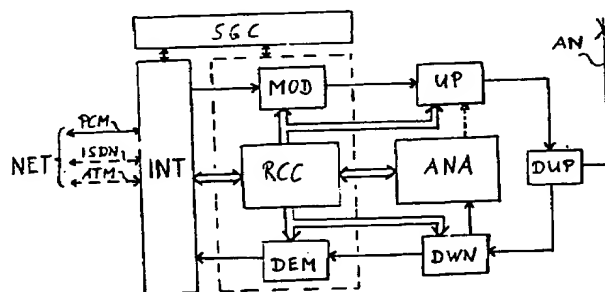 SGC
AN
MOD
UP
PCM
NET
ISDN
INT
RCC
ANA
DUP
ATM
DEM
DWN